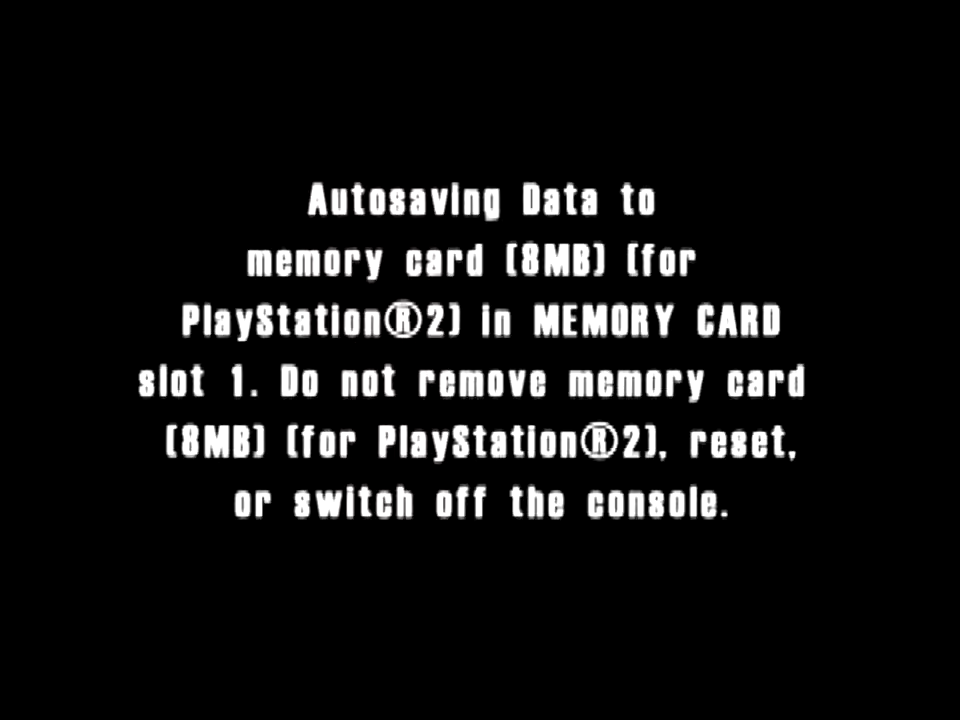 Autosaving Data to
memory card (8MB) (for
PlayStation®2) in MEMORY CARD
slot 1. Do not remove memory card
(8MB) (for PlayStation®2), reset,
or switch off the console.